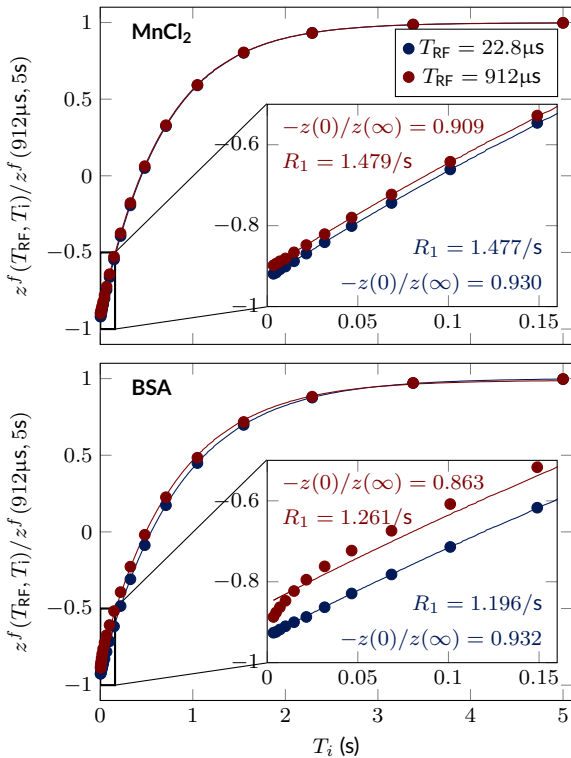 MnCl₂
T_RF = 22.8µs
T_RF = 912µs
1
0.5
0
−0.5
−1
−0.6
−0.8
−1
−z(0)/z(∞) = 0.909
R₁ = 1.479/s
R₁ = 1.477/s
−z(0)/z(∞) = 0.930
0 0.05 0.1 0.15
z^f(T_RF, T_i)/z^f(912µs, 5s)
BSA
1
0.5
0
−0.5
−1
−0.6
−0.8
−1
−z(0)/z(∞) = 0.863
R₁ = 1.261/s
R₁ = 1.196/s
−z(0)/z(∞) = 0.932
0 0.05 0.1 0.15
z^f(T_RF, T_i)/z^f(912µs, 5s)
0 1 2 3 4 5
T_i (s)